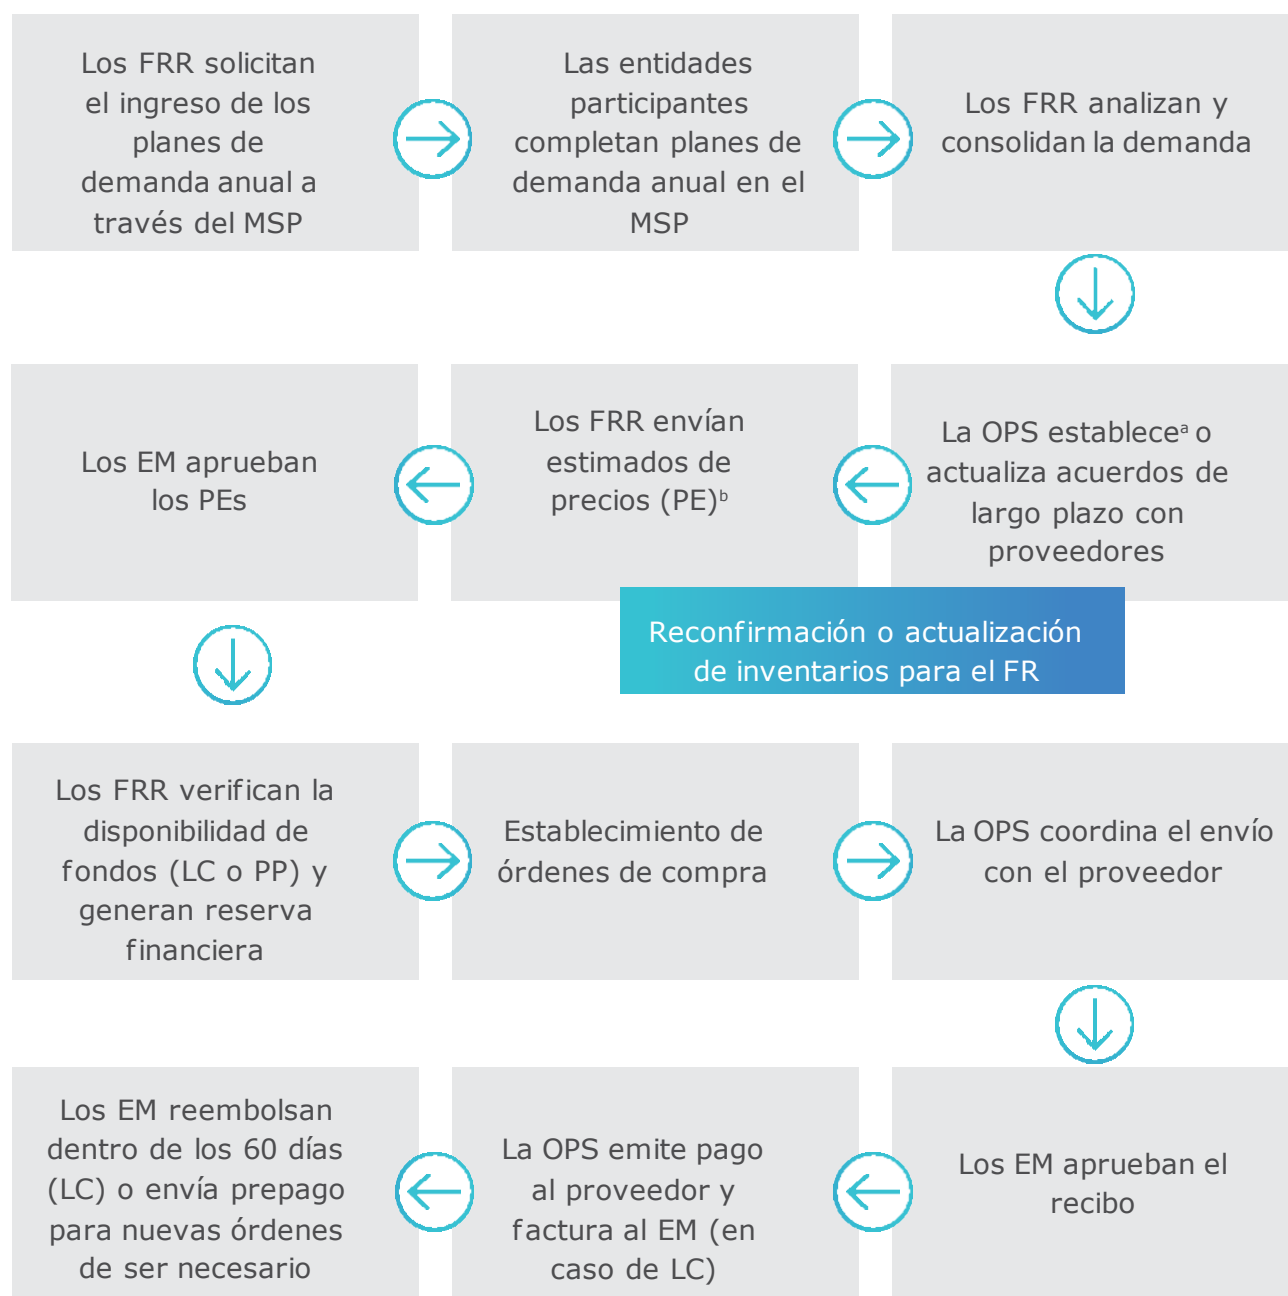 Los FRR solicitan
el ingreso de los
planes de
demanda anual a
través del MSP
Las entidades
participantes
completan planes de
demanda anual en el
MSP
Los FRR analizan y
consolidan la demanda
La OPS estableceᵃ o
actualiza acuerdos de
largo plazo con
proveedores
Los FRR envían
estimados de
precios (PE)ᵇ
Los EM aprueban
los PEs
Reconfirmación o actualización
de inventarios para el FR
Los FRR verifican la
disponibilidad de
fondos (LC o PP) y
generan reserva
financiera
Establecimiento de
órdenes de compra
La OPS coordina el envío
con el proveedor
Los EM aprueban el
recibo
La OPS emite pago
al proveedor y
factura al EM (en
caso de LC)
Los EM reembolsan
dentro de los 60 días
(LC) o envía prepago
para nuevas órdenes
de ser necesario